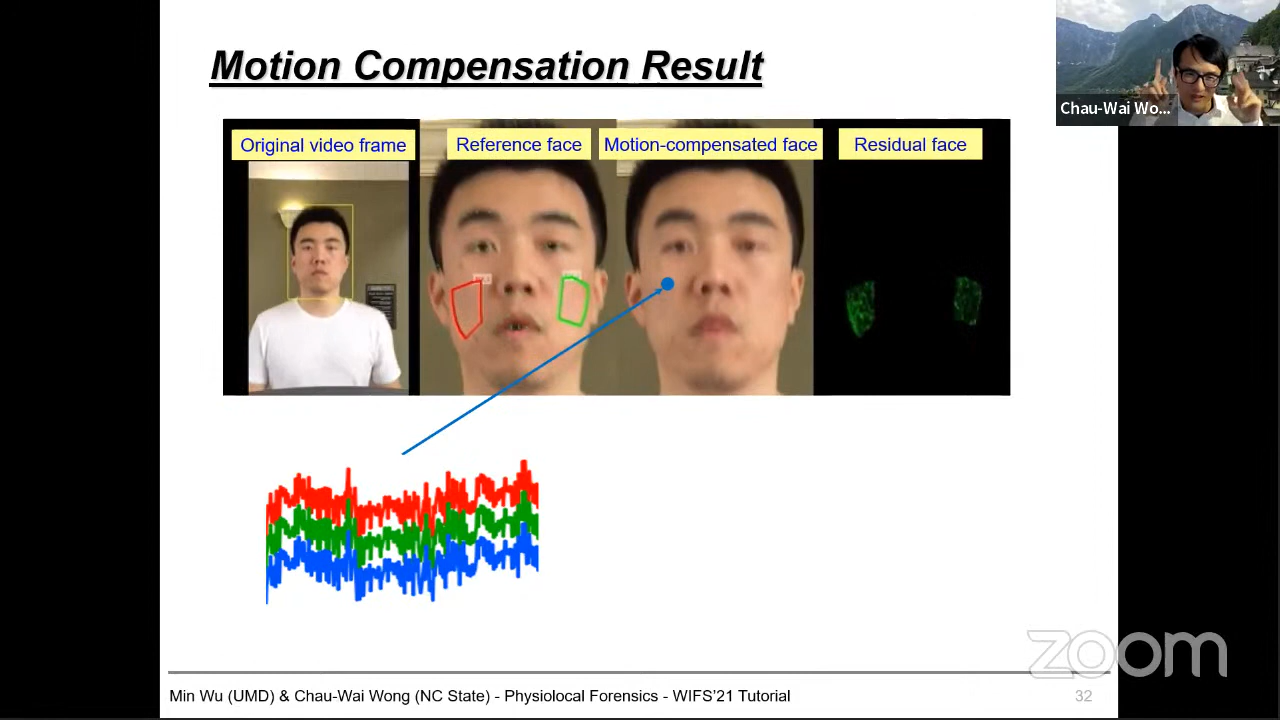 Motion Compensation Result
Chau-Wai Wo...
Original video frame
Reference face
Motion-compensated face
Residual face
zoom
Min Wu (UMD) & Chau-Wai Wong (NC State) - Physiolocal Forensics - WIFS'21 Tutorial
32